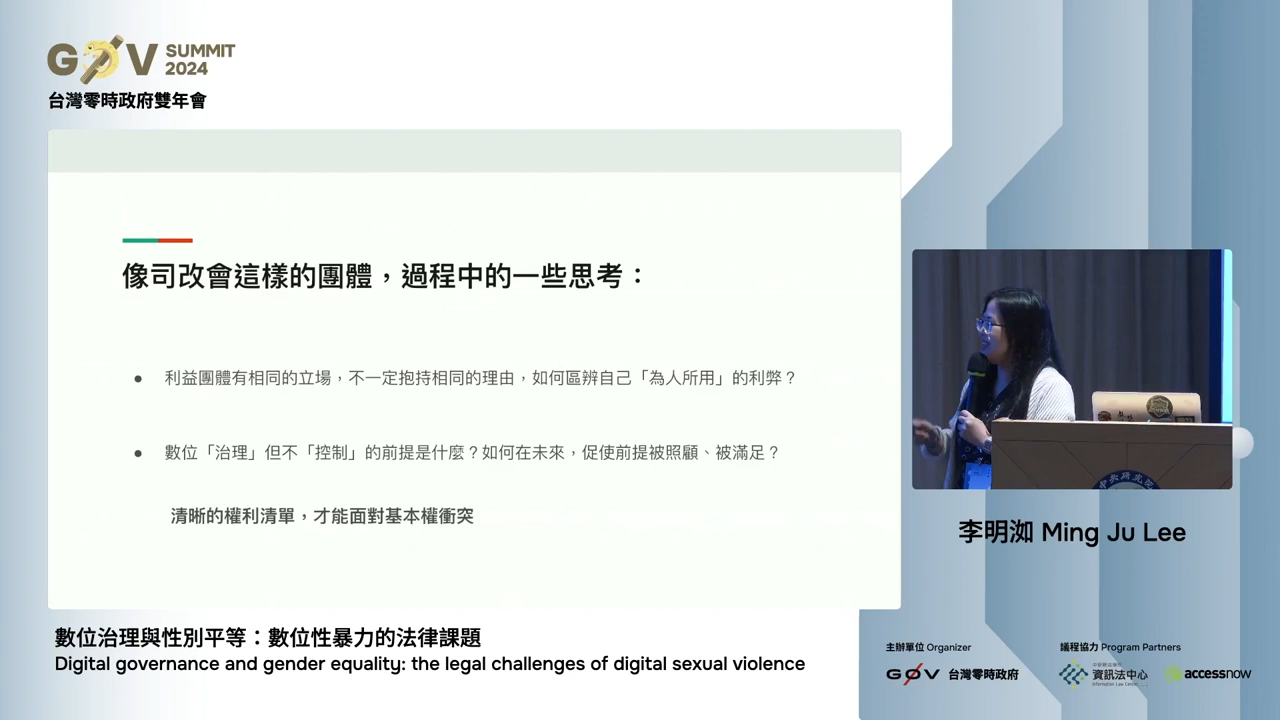 G0V SUMMIT 2024
台灣零時政府雙年會
像司改會這樣的團體，過程中的一些思考：
● 利益團體有相同的立場，不一定抱持相同的理由，如何區辨自己「為人所用」的利弊？
● 數位「治理」但不「控制」的前提是什麼？如何在未來，促使前提被照顧、被滿足？
清晰的權利清單，才能面對基本權衝突
中央研究院
李明洳 Ming Ju Lee
數位治理與性別平等：數位性暴力的法律課題
Digital governance and gender equality: the legal challenges of digital sexual violence
主辦單位 Organizer
G0V 台灣零時政府
議程協力 Program Partners
資訊法中心
Information Law Center
accessnow